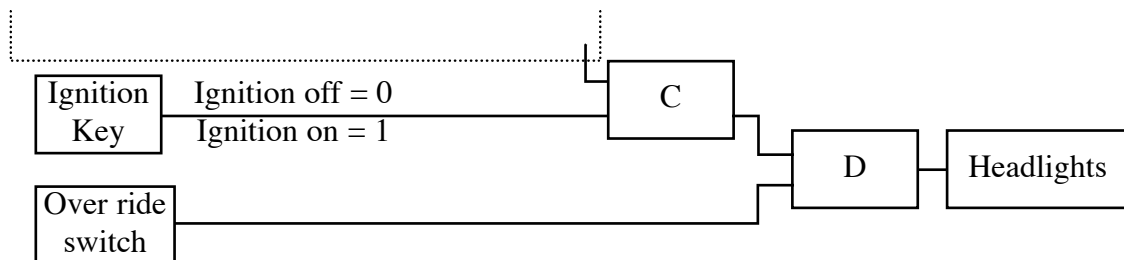 Ignition
Key
Ignition off = 0
Ignition on = 1
C
D
Headlights
Over ride
switch